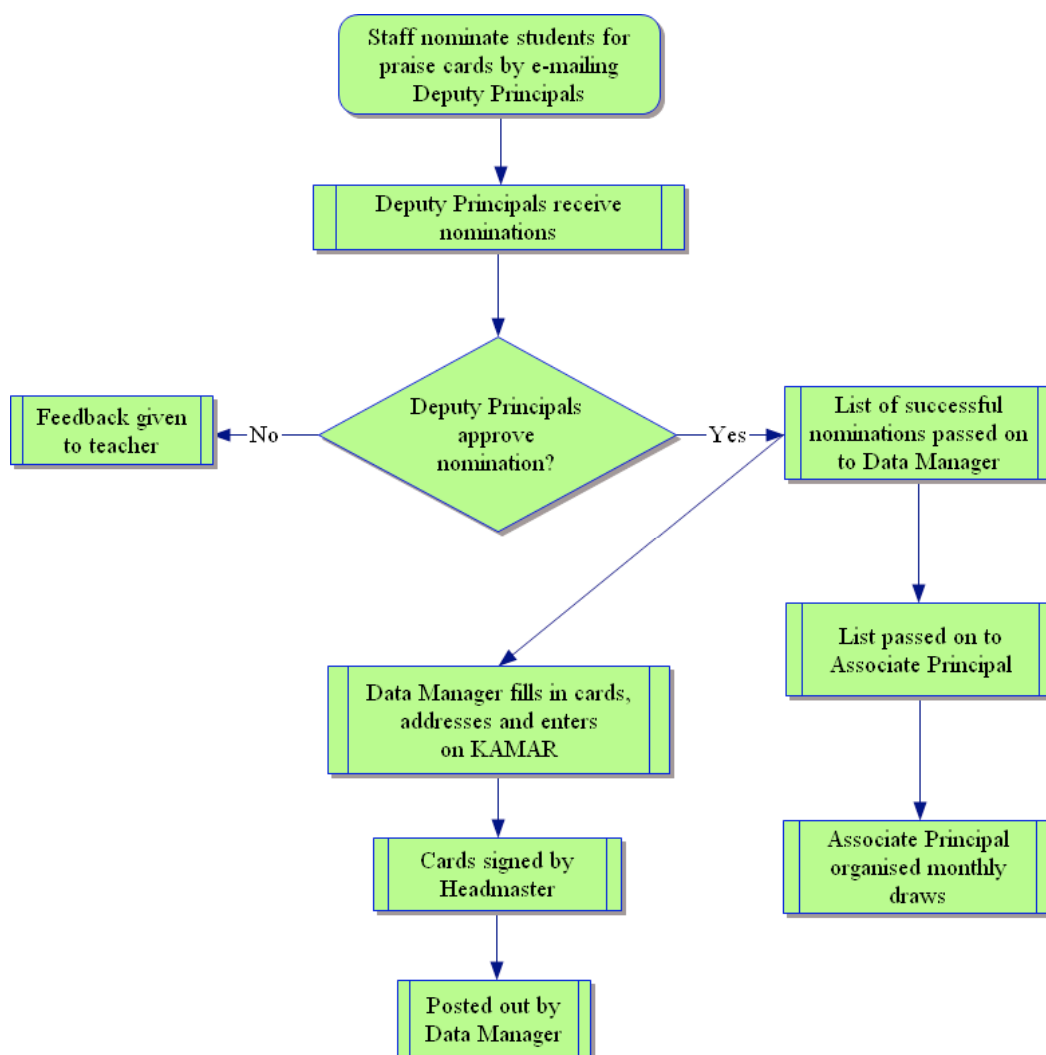 Staff nominate students for
praise cards by e-mailing
Deputy Principals
Deputy Principals receive
nominations
Deputy Principals
approve
nomination?
No
Feedback given
to teacher
Yes
List of successful
nominations passed on
to Data Manager
List passed on to
Associate Principal
Associate Principal
organised monthly
draws
Data Manager fills in cards,
addresses and enters
on KAMAR
Cards signed by
Headmaster
Posted out by
Data Manager